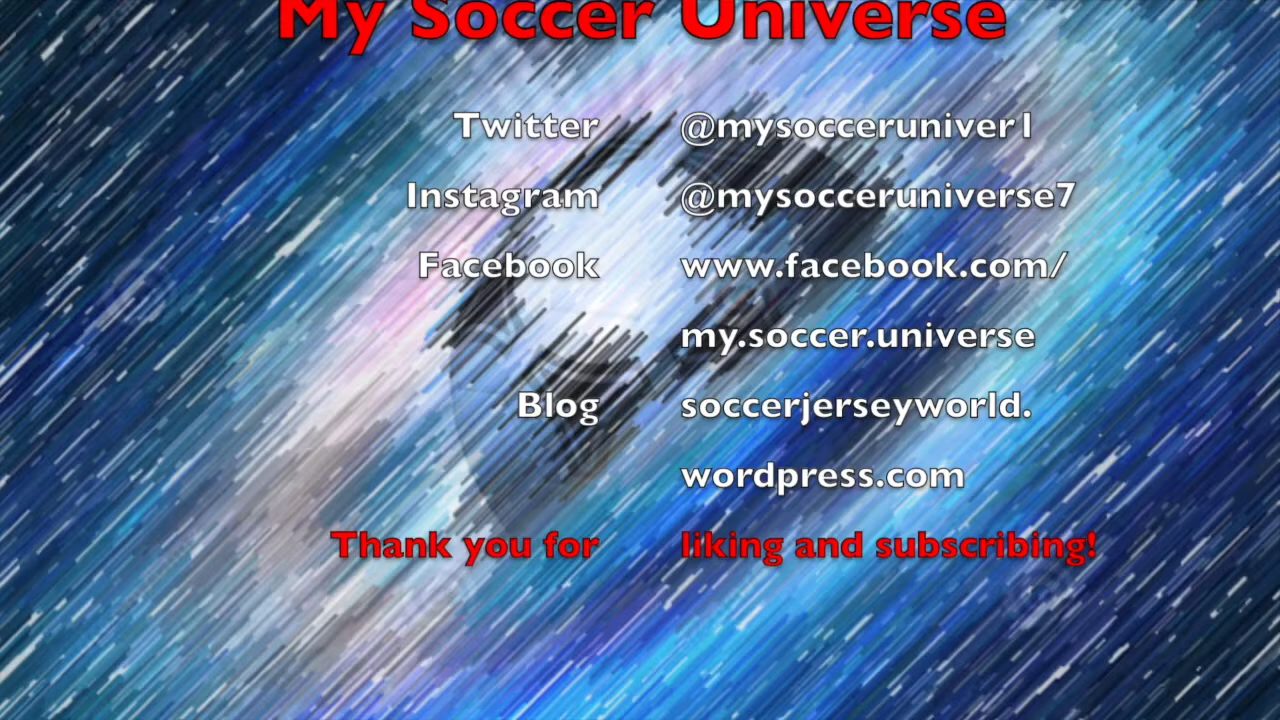 My Soccer Universe
Twitter @mysocceruniver1
Instagram @mysocceruniverse7
Facebook www.facebook.com/
my.soccer.universe
Blog soccerjerseyworld.
wordpress.com
Thank you for liking and subscribing!